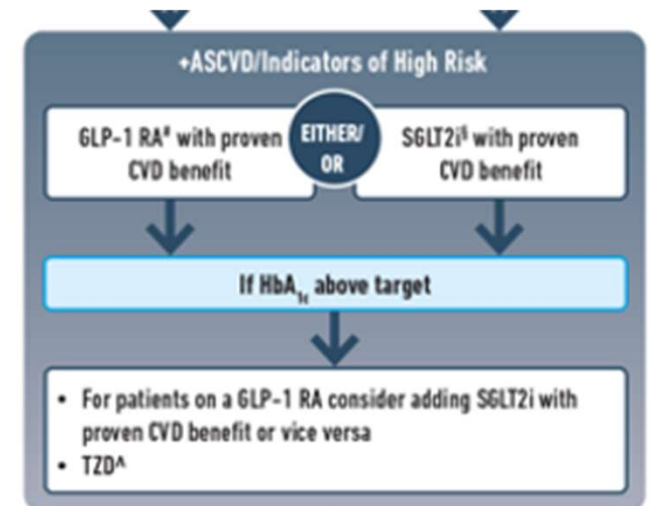 +ASCVD/Indicators of High Risk
GLP-1 RA# with proven
CVD benefit
EITHER/
OR
SGLT2i§ with proven
CVD benefit
If HbA1c above target
• For patients on a GLP-1 RA consider adding SGLT2i with
proven CVD benefit or vice versa
• TZD^